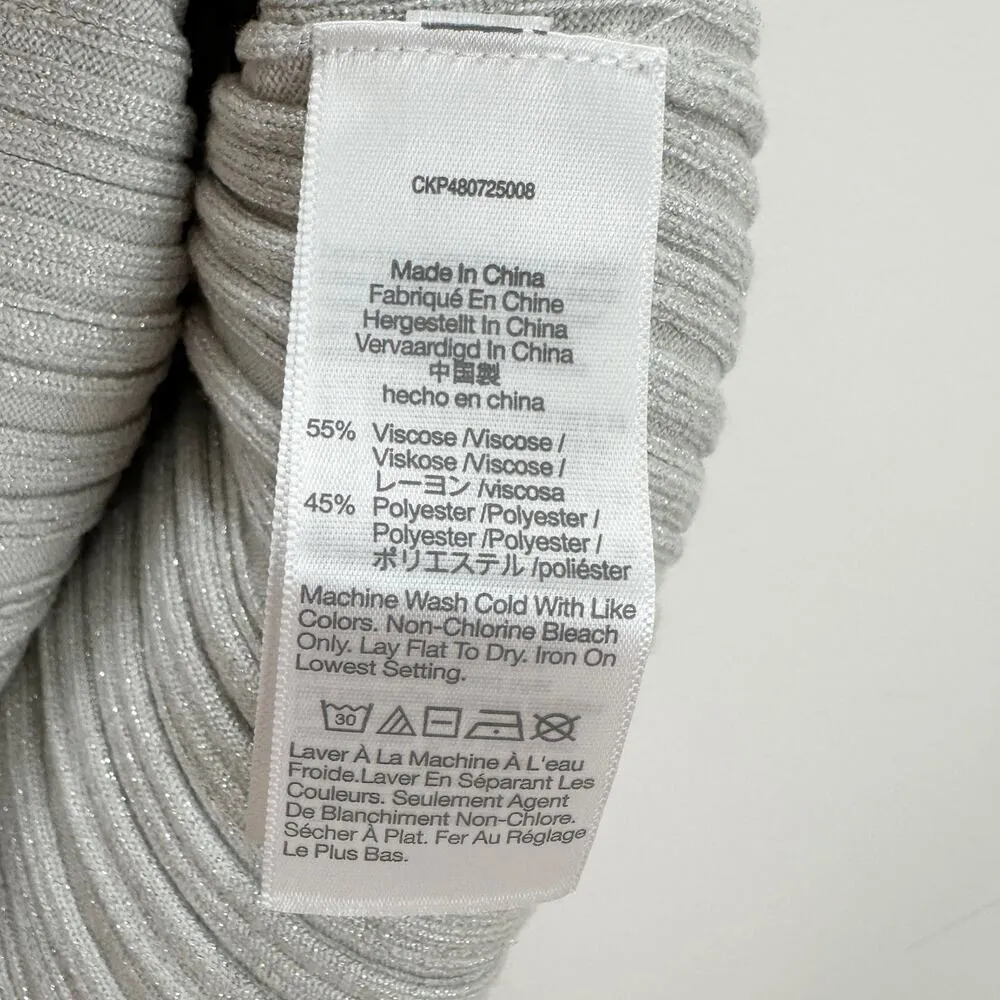 CKP480725008
Made In China
Fabriqué En Chine
Hergestellt In China
Vervaardigd In China
中国製
hecho en china
55% Viscose /Viscose /
Viskose /Viscose /
レーヨン /viscosa
45% Polyester /Polyester /
Polyester /Polyester /
ポリエステル /poliéster
Machine Wash Cold With Like
Colors. Non-Chlorine Bleach
Only. Lay Flat To Dry. Iron On
Lowest Setting.
30
Laver À La Machine À L'eau
Froide.Laver En Séparant Les
Couleurs. Seulement Agent
De Blanchiment Non-Chlore.
Sécher À Plat. Fer Au Réglage
Le Plus Bas.